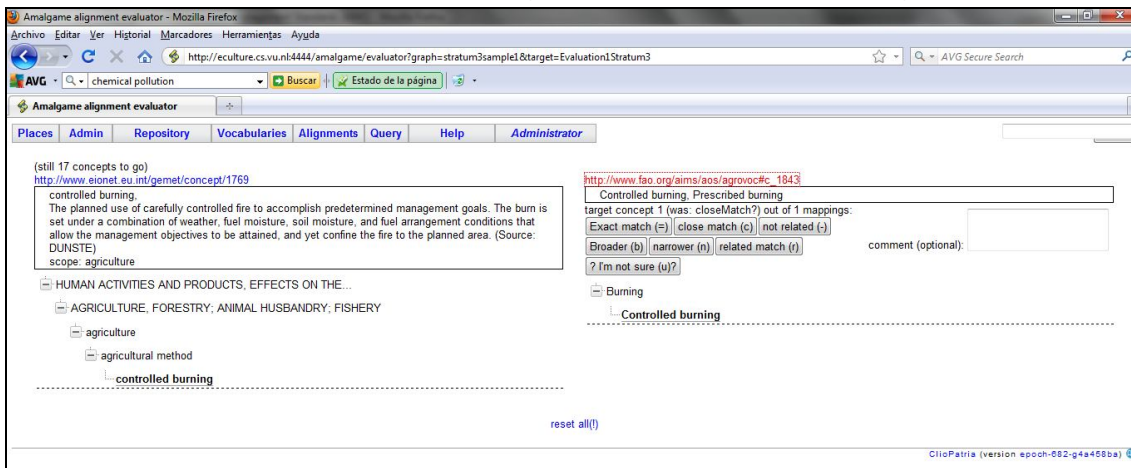 Amalgame alignment evaluator - Mozilla Firefox
Archivo Editar Ver Historial Marcadores Herramientas Ayuda
http://eculture.cs.vu.nl:4444/amalgame/evaluator?graph=stratum3sample1&target=Evaluation1Stratum3
AVG Secure Search
AVG chemical pollution Buscar Estado de la página
Amalgame alignment evaluator
Places Admin Repository Vocabularies Alignments Query Help Administrator
(still 17 concepts to go)
http://www.eionet.eu.int/gemet/concept/1769
controlled burning,
The planned use of carefully controlled fire to accomplish predetermined management goals. The burn is
set under a combination of weather, fuel moisture, soil moisture, and fuel arrangement conditions that
allow the management objectives to be attained, and yet confine the fire to the planned area. (Source:
DUNSTE)
scope: agriculture
HUMAN ACTIVITIES AND PRODUCTS, EFFECTS ON THE...
AGRICULTURE, FORESTRY; ANIMAL HUSBANDRY; FISHERY
agriculture
agricultural method
controlled burning
http://www.fao.org/aims/aos/agrovoc#c_1843
Controlled burning, Prescribed burning
target concept 1 (was: closeMatch?) out of 1 mappings:
Exact match (=) close match (c) not related (-)
Broader (b) narrower (n) related match (r) comment (optional):
? I'm not sure (u)?
Burning
Controlled burning
reset all(!)
ClioPatria (version epoch-682-g4a458ba)